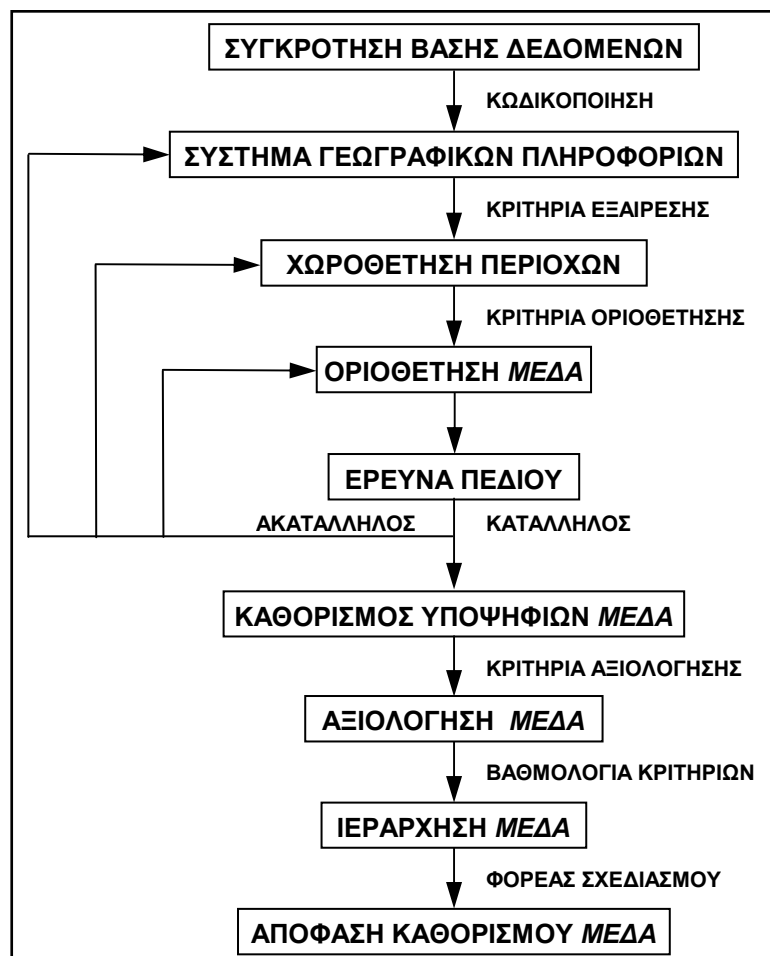 ΣΥΓΚΡΟΤΗΣΗ ΒΑΣΗΣ ΔΕΔΟΜΕΝΩΝ
ΚΩΔΙΚΟΠΟΙΗΣΗ
ΣΥΣΤΗΜΑ ΓΕΩΓΡΑΦΙΚΩΝ ΠΛΗΡΟΦΟΡΙΩΝ
ΚΡΙΤΗΡΙΑ ΕΞΑΙΡΕΣΗΣ
ΧΩΡΟΘΕΤΗΣΗ ΠΕΡΙΟΧΩΝ
ΚΡΙΤΗΡΙΑ ΟΡΙΟΘΕΤΗΣΗΣ
ΟΡΙΟΘΕΤΗΣΗ ΜΕΔΑ
ΕΡΕΥΝΑ ΠΕΔΙΟΥ
ΑΚΑΤΑΛΛΗΛΟΣ ΚΑΤΑΛΛΗΛΟΣ
ΚΑΘΟΡΙΣΜΟΣ ΥΠΟΨΗΦΙΩΝ ΜΕΔΑ
ΚΡΙΤΗΡΙΑ ΑΞΙΟΛΟΓΗΣΗΣ
ΑΞΙΟΛΟΓΗΣΗ ΜΕΔΑ
ΒΑΘΜΟΛΟΓΙΑ ΚΡΙΤΗΡΙΩΝ
ΙΕΡΑΡΧΗΣΗ ΜΕΔΑ
ΦΟΡΕΑΣ ΣΧΕΔΙΑΣΜΟΥ
ΑΠΟΦΑΣΗ ΚΑΘΟΡΙΣΜΟΥ ΜΕΔΑ